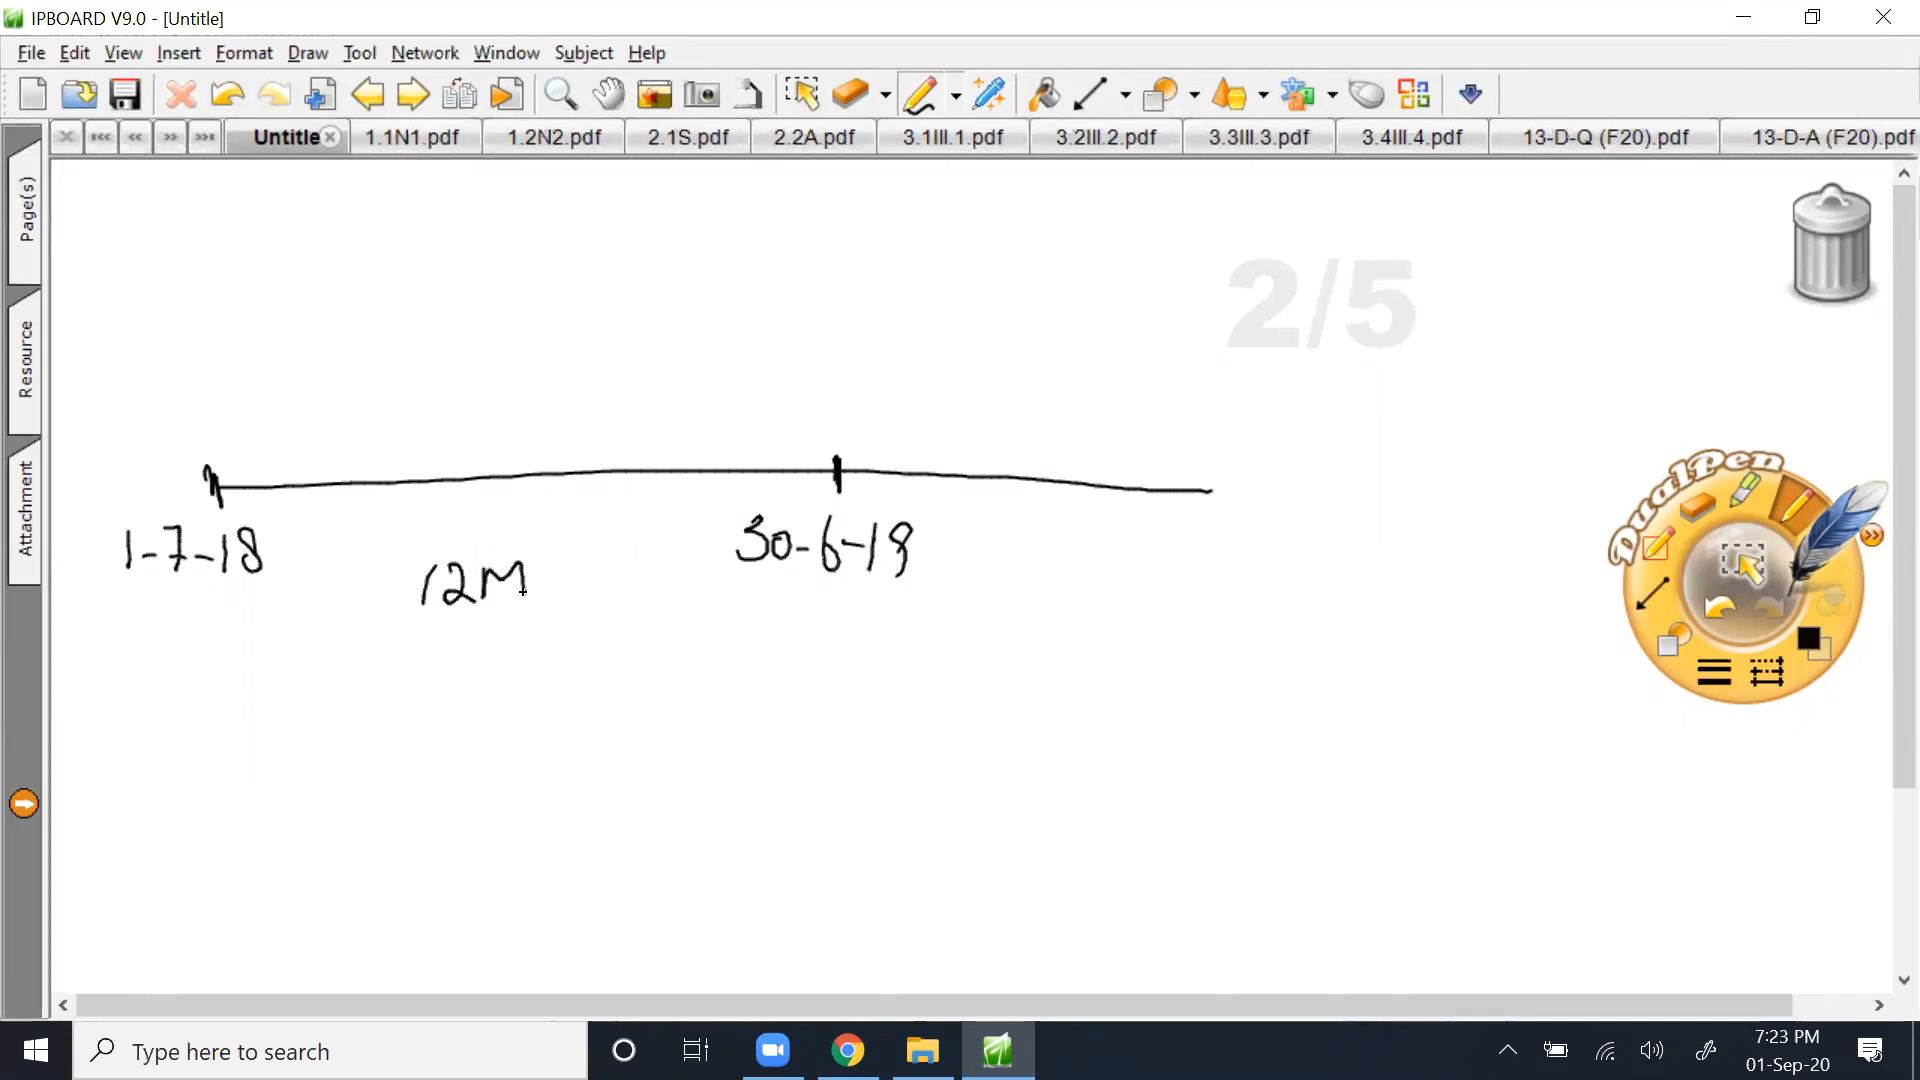 IPBOARD V9.0 - [Untitle]
File Edit View Insert Format Draw Tool Network Window Subject Help
Untitle 1.1N1.pdf 1.2N2.pdf 2.1S.pdf 2.2A.pdf 3.1III.1.pdf 3.2III.2.pdf 3.3III.3.pdf 3.4III.4.pdf 13-D-Q (F20).pdf 13-D-A (F20).pdf
Page(s)
Resource
Attachment
2/5
DualPen
1-7-18
30-6-19
12M
Type here to search
7:23 PM
01-Sep-20